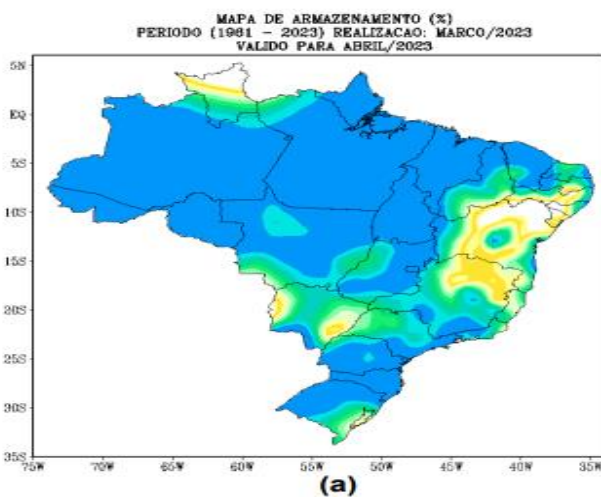 MAPA DE ARMAZENAMENTO (%)
PERIODO (1961 - 2023) REALIZACAO: MARCO/2023
VALIDO PARA ABRIL/2023
5N
EQ
5S
10S
15S
20S
25S
30S
35S
75W 70W 65W 60W 55W 50W 45W 40W 35W
(a)